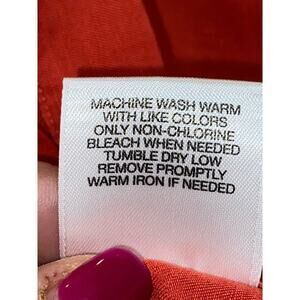 MACHINE WASH WARM
WITH LIKE COLORS
ONLY NON-CHLORINE
BLEACH WHEN NEEDED
TUMBLE DRY LOW
REMOVE PROMPTLY
WARM IRON IF NEEDED